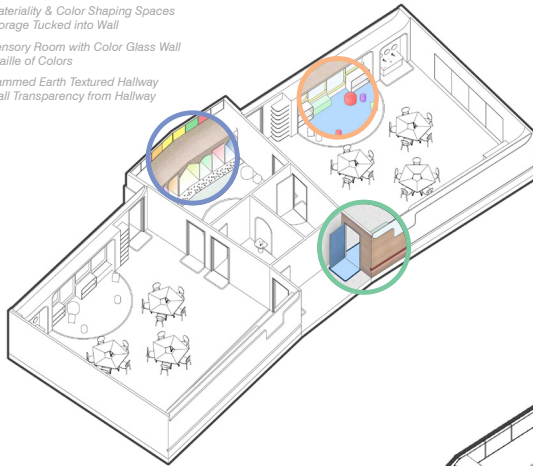 ateriality & Color Shaping Spaces
orage Tucked into Wall
ensory Room with Color Glass Wall
aille of Colors
ammed Earth Textured Hallway
all Transparency from Hallway